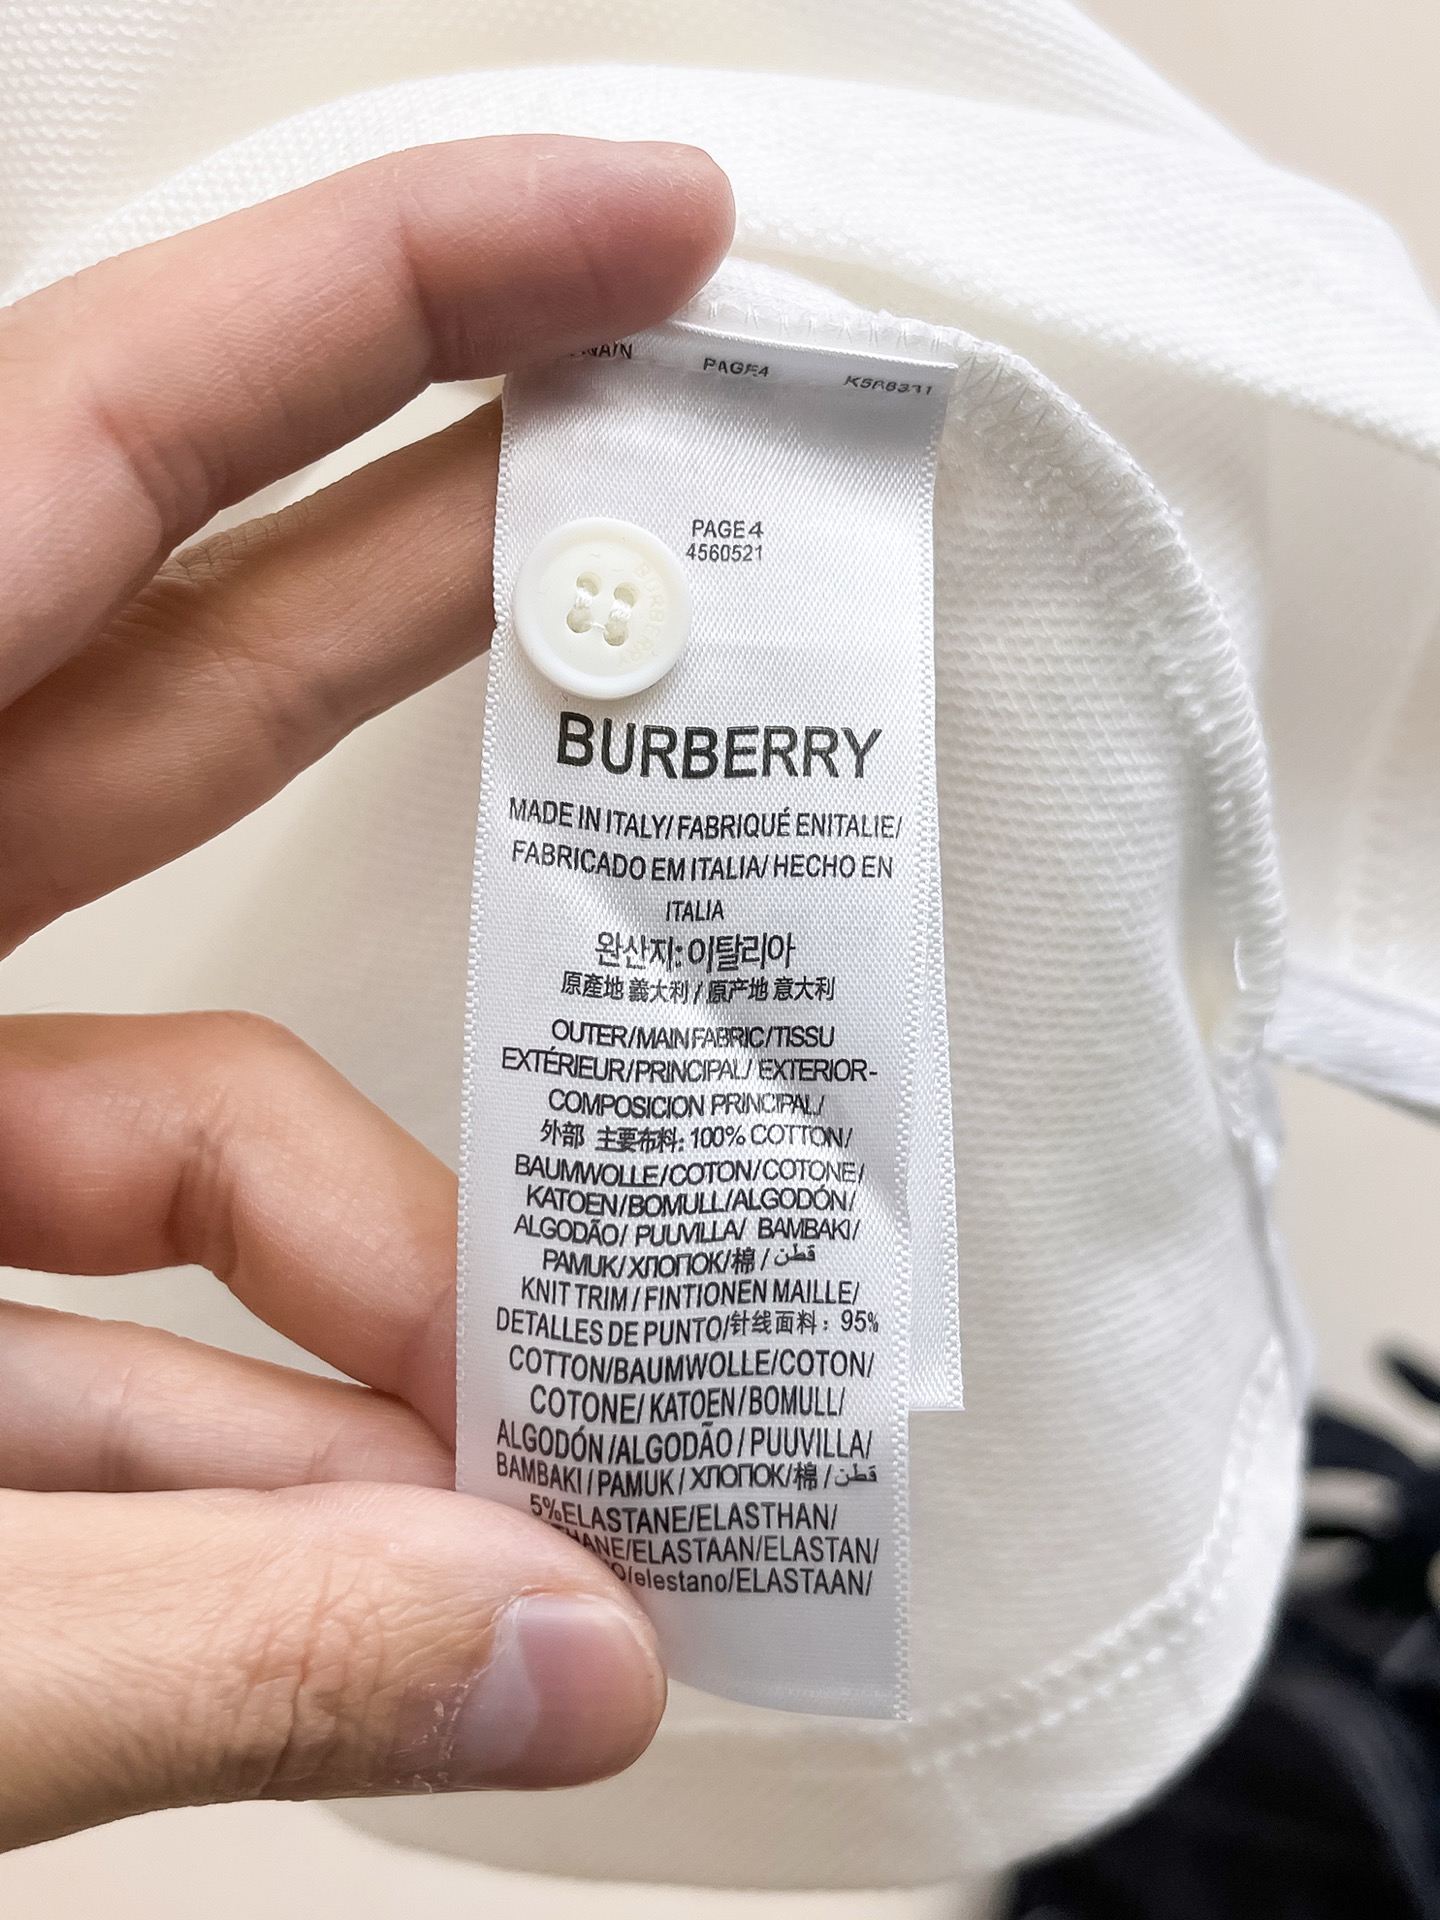 PAGE4
PAGE4
4560521
BURBERRY
BURBERRY
MADE IN ITALY/ FABRIQUÉ ENITALIE/
FABRICADO EM ITALIA/ HECHO EN
ITALIA
완산지: 이탈리아
原產地 義大利 / 原产地 意大利
OUTER/MAIN FABRIC/TISSU
EXTÉRIEUR/PRINCIPAL/ EXTERIOR-
COMPOSICION PRINCIPAL/
外部 主要布料: 100% COTTON/
BAUMWOLLE/COTON/COTONE/
KATOEN/BOMULL/ALGODÓN/
ALGODÃO/ PUUVILLA/ BAMBAKI/
PAMUK/ХЛОПОК/棉/قطن
KNIT TRIM / FINTIONEN MAILLE/
DETALLES DE PUNTO/针线面料：95%
COTTON/BAUMWOLLE/COTON/
COTONE/ KATOEN/BOMULL/
ALGODÓN /ALGODÃO / PUUVILLA/
BAMBAKI / PAMUK / ХЛОПОК/棉 / قطن
5%ELASTANE/ELASTHAN/
/ELASTAAN/ELASTAN/
/elestano/ELASTAAN/